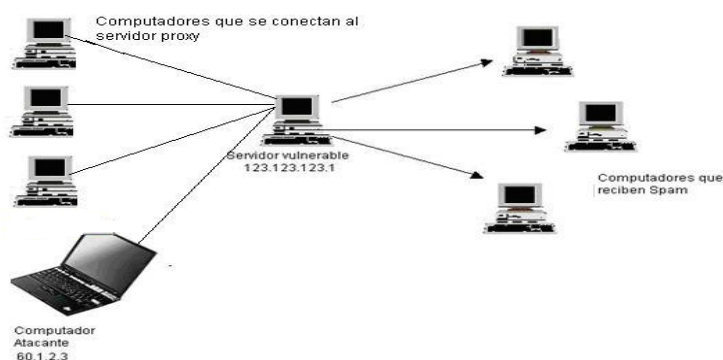 Computadores que se conectan al
servidor proxy
Servidor vulnerable
123.123.123.1
Computadores que
reciben Spam
Computador
Atacante
60.1.2.3